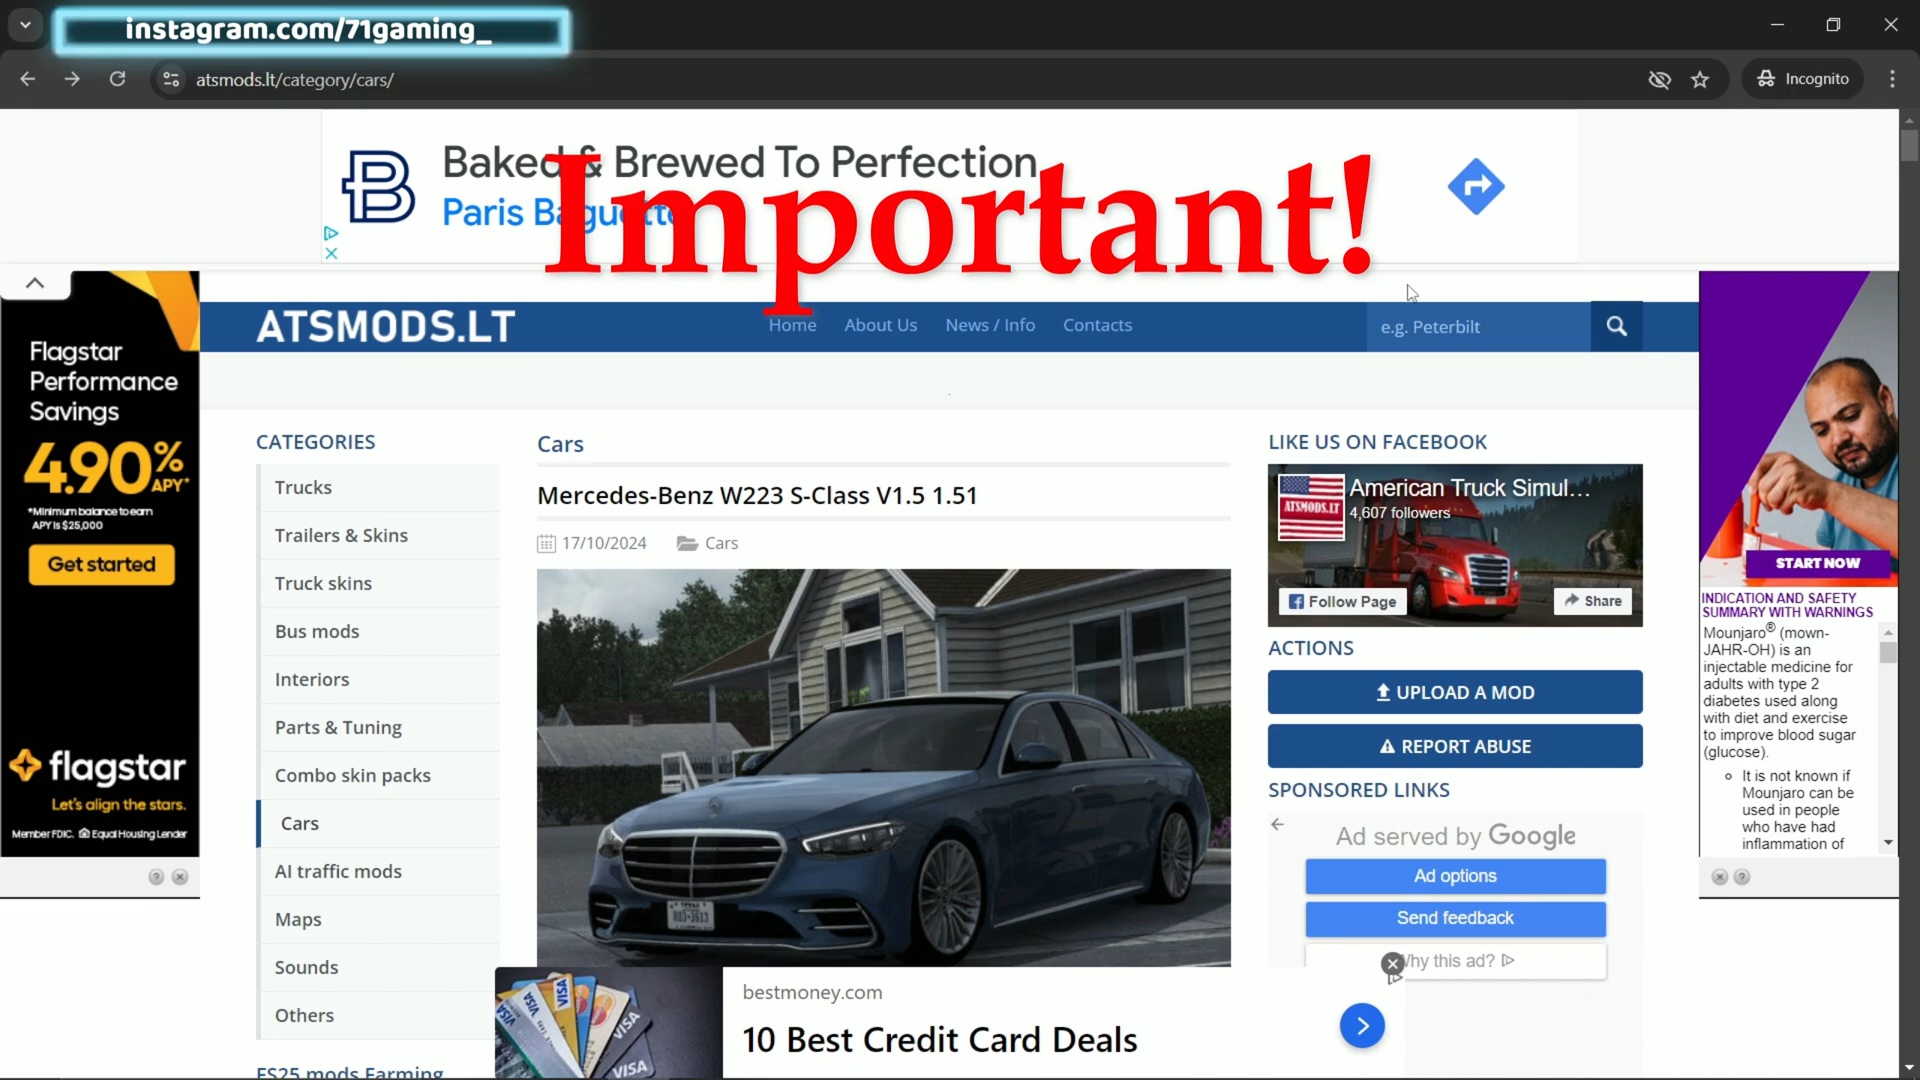 instagram.com/71gaming_
atsmods.lt/category/cars/
Incognito
Baked & Brewed To Perfection
Paris Baguette
Important!
ATSMODS.LT
Home
About Us
News / Info
Contacts
e.g. Peterbilt
Flagstar
Performance
Savings
4.90% APY*
*Minimum balance to earn
APY is $25,000
Get started
flagstar
Let's align the stars.
Member FDIC. Equal Housing Lender
CATEGORIES
Trucks
Trailers & Skins
Truck skins
Bus mods
Interiors
Parts & Tuning
Combo skin packs
Cars
AI traffic mods
Maps
Sounds
Others
FS25 mods Farming
Cars
Mercedes-Benz W223 S-Class V1.5 1.51
17/10/2024
Cars
LIKE US ON FACEBOOK
ATSMODS.LT
American Truck Simul...
4,607 followers
Follow Page
Share
ACTIONS
UPLOAD A MOD
REPORT ABUSE
SPONSORED LINKS
Ad served by Google
Ad options
Send feedback
Why this ad?
bestmoney.com
10 Best Credit Card Deals
VISA
VISA
VISA
VISA
START NOW
INDICATION AND SAFETY
SUMMARY WITH WARNINGS
Mounjaro® (mown-
JAHR-OH) is an
injectable medicine for
adults with type 2
diabetes used along
with diet and exercise
to improve blood sugar
(glucose).
It is not known if
Mounjaro can be
used in people
who have had
inflammation of